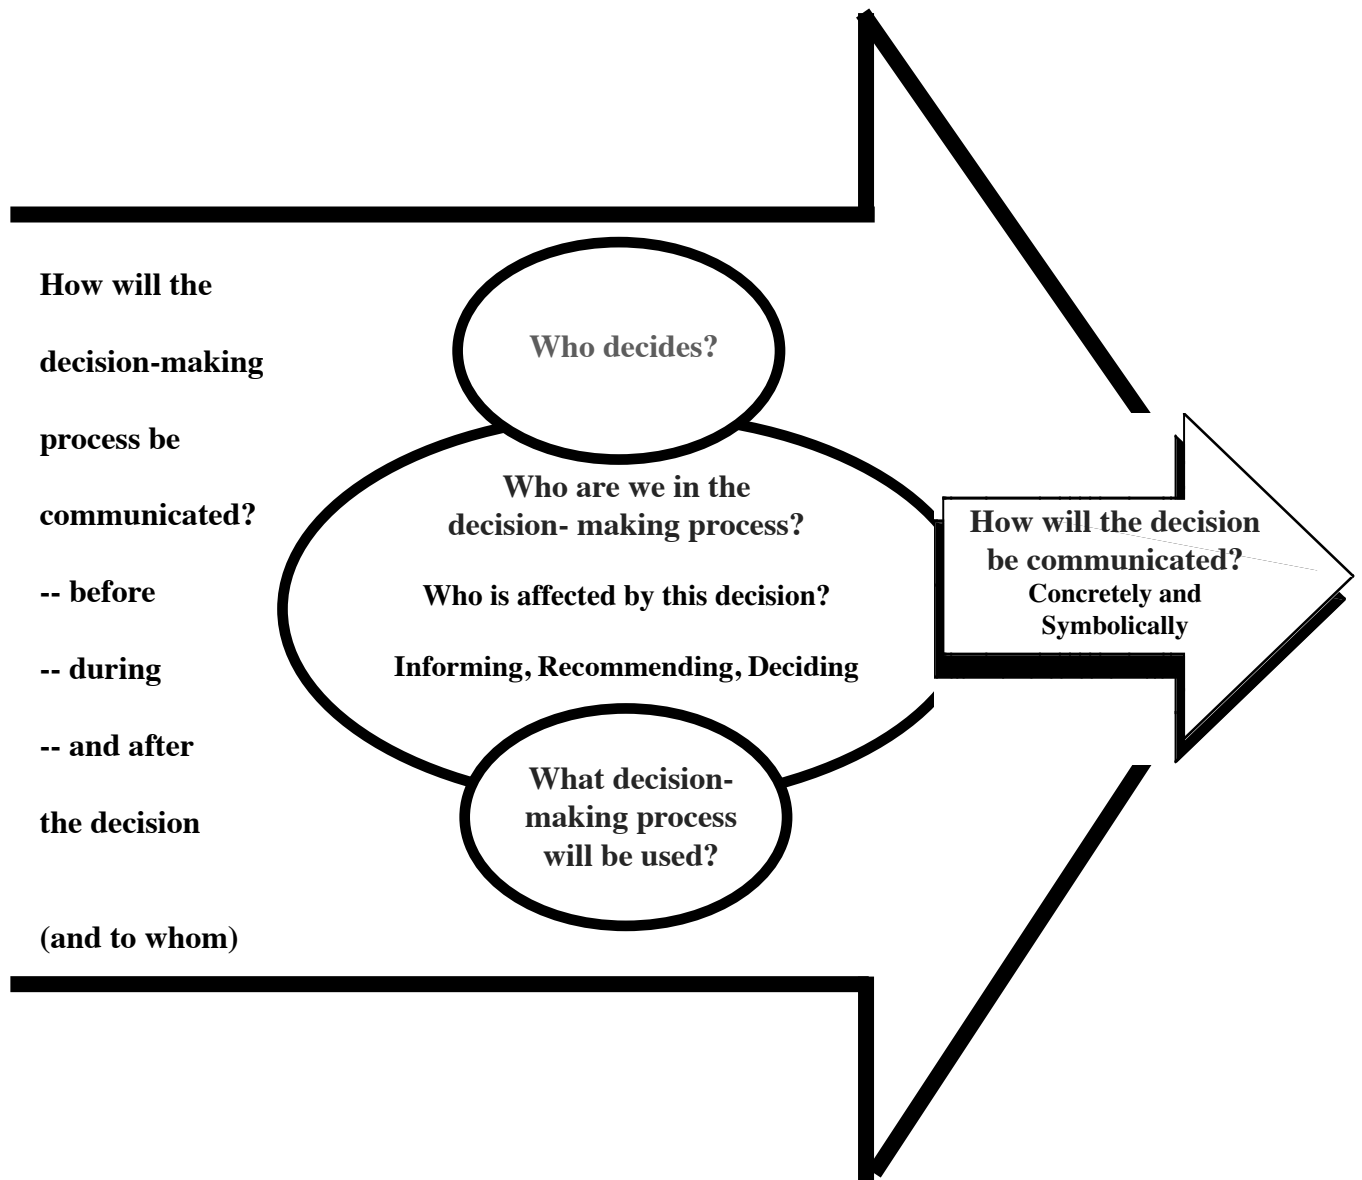 How will the
decision-making
process be
communicated?
-- before
-- during
-- and after
the decision
(and to whom)
Who decides?
Who are we in the
decision- making process?
Who is affected by this decision?
Informing, Recommending, Deciding
What decision-
making process
will be used?
How will the decision
be communicated?
Concretely and
Symbolically